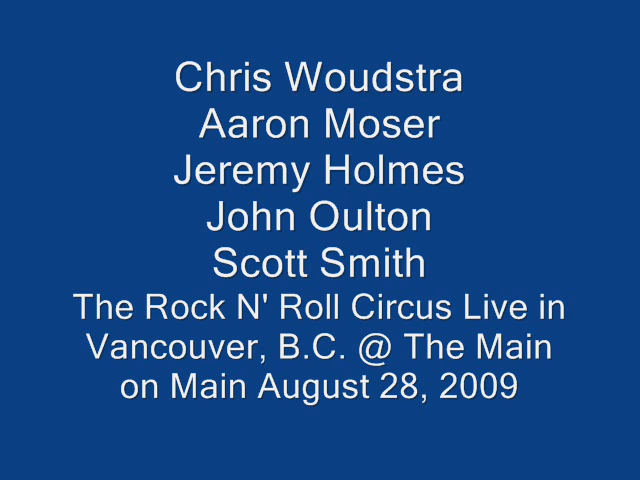 Chris Woudstra
Aaron Moser
Jeremy Holmes
John Oulton
Scott Smith
The Rock N' Roll Circus Live in
Vancouver, B.C. @ The Main
on Main August 28, 2009